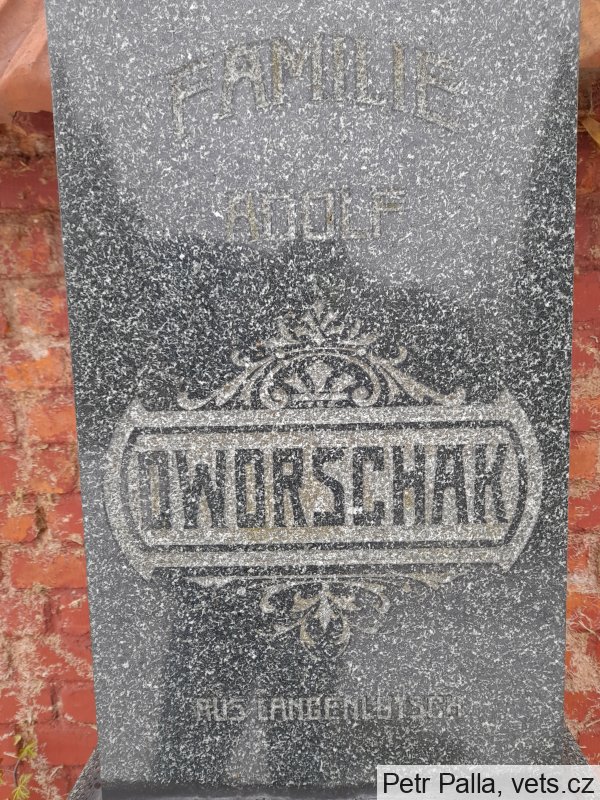 FAMILIE
ADOLF
DWORSCHAK
AUS LANGENLUTSCH
Petr Palla, vets.cz